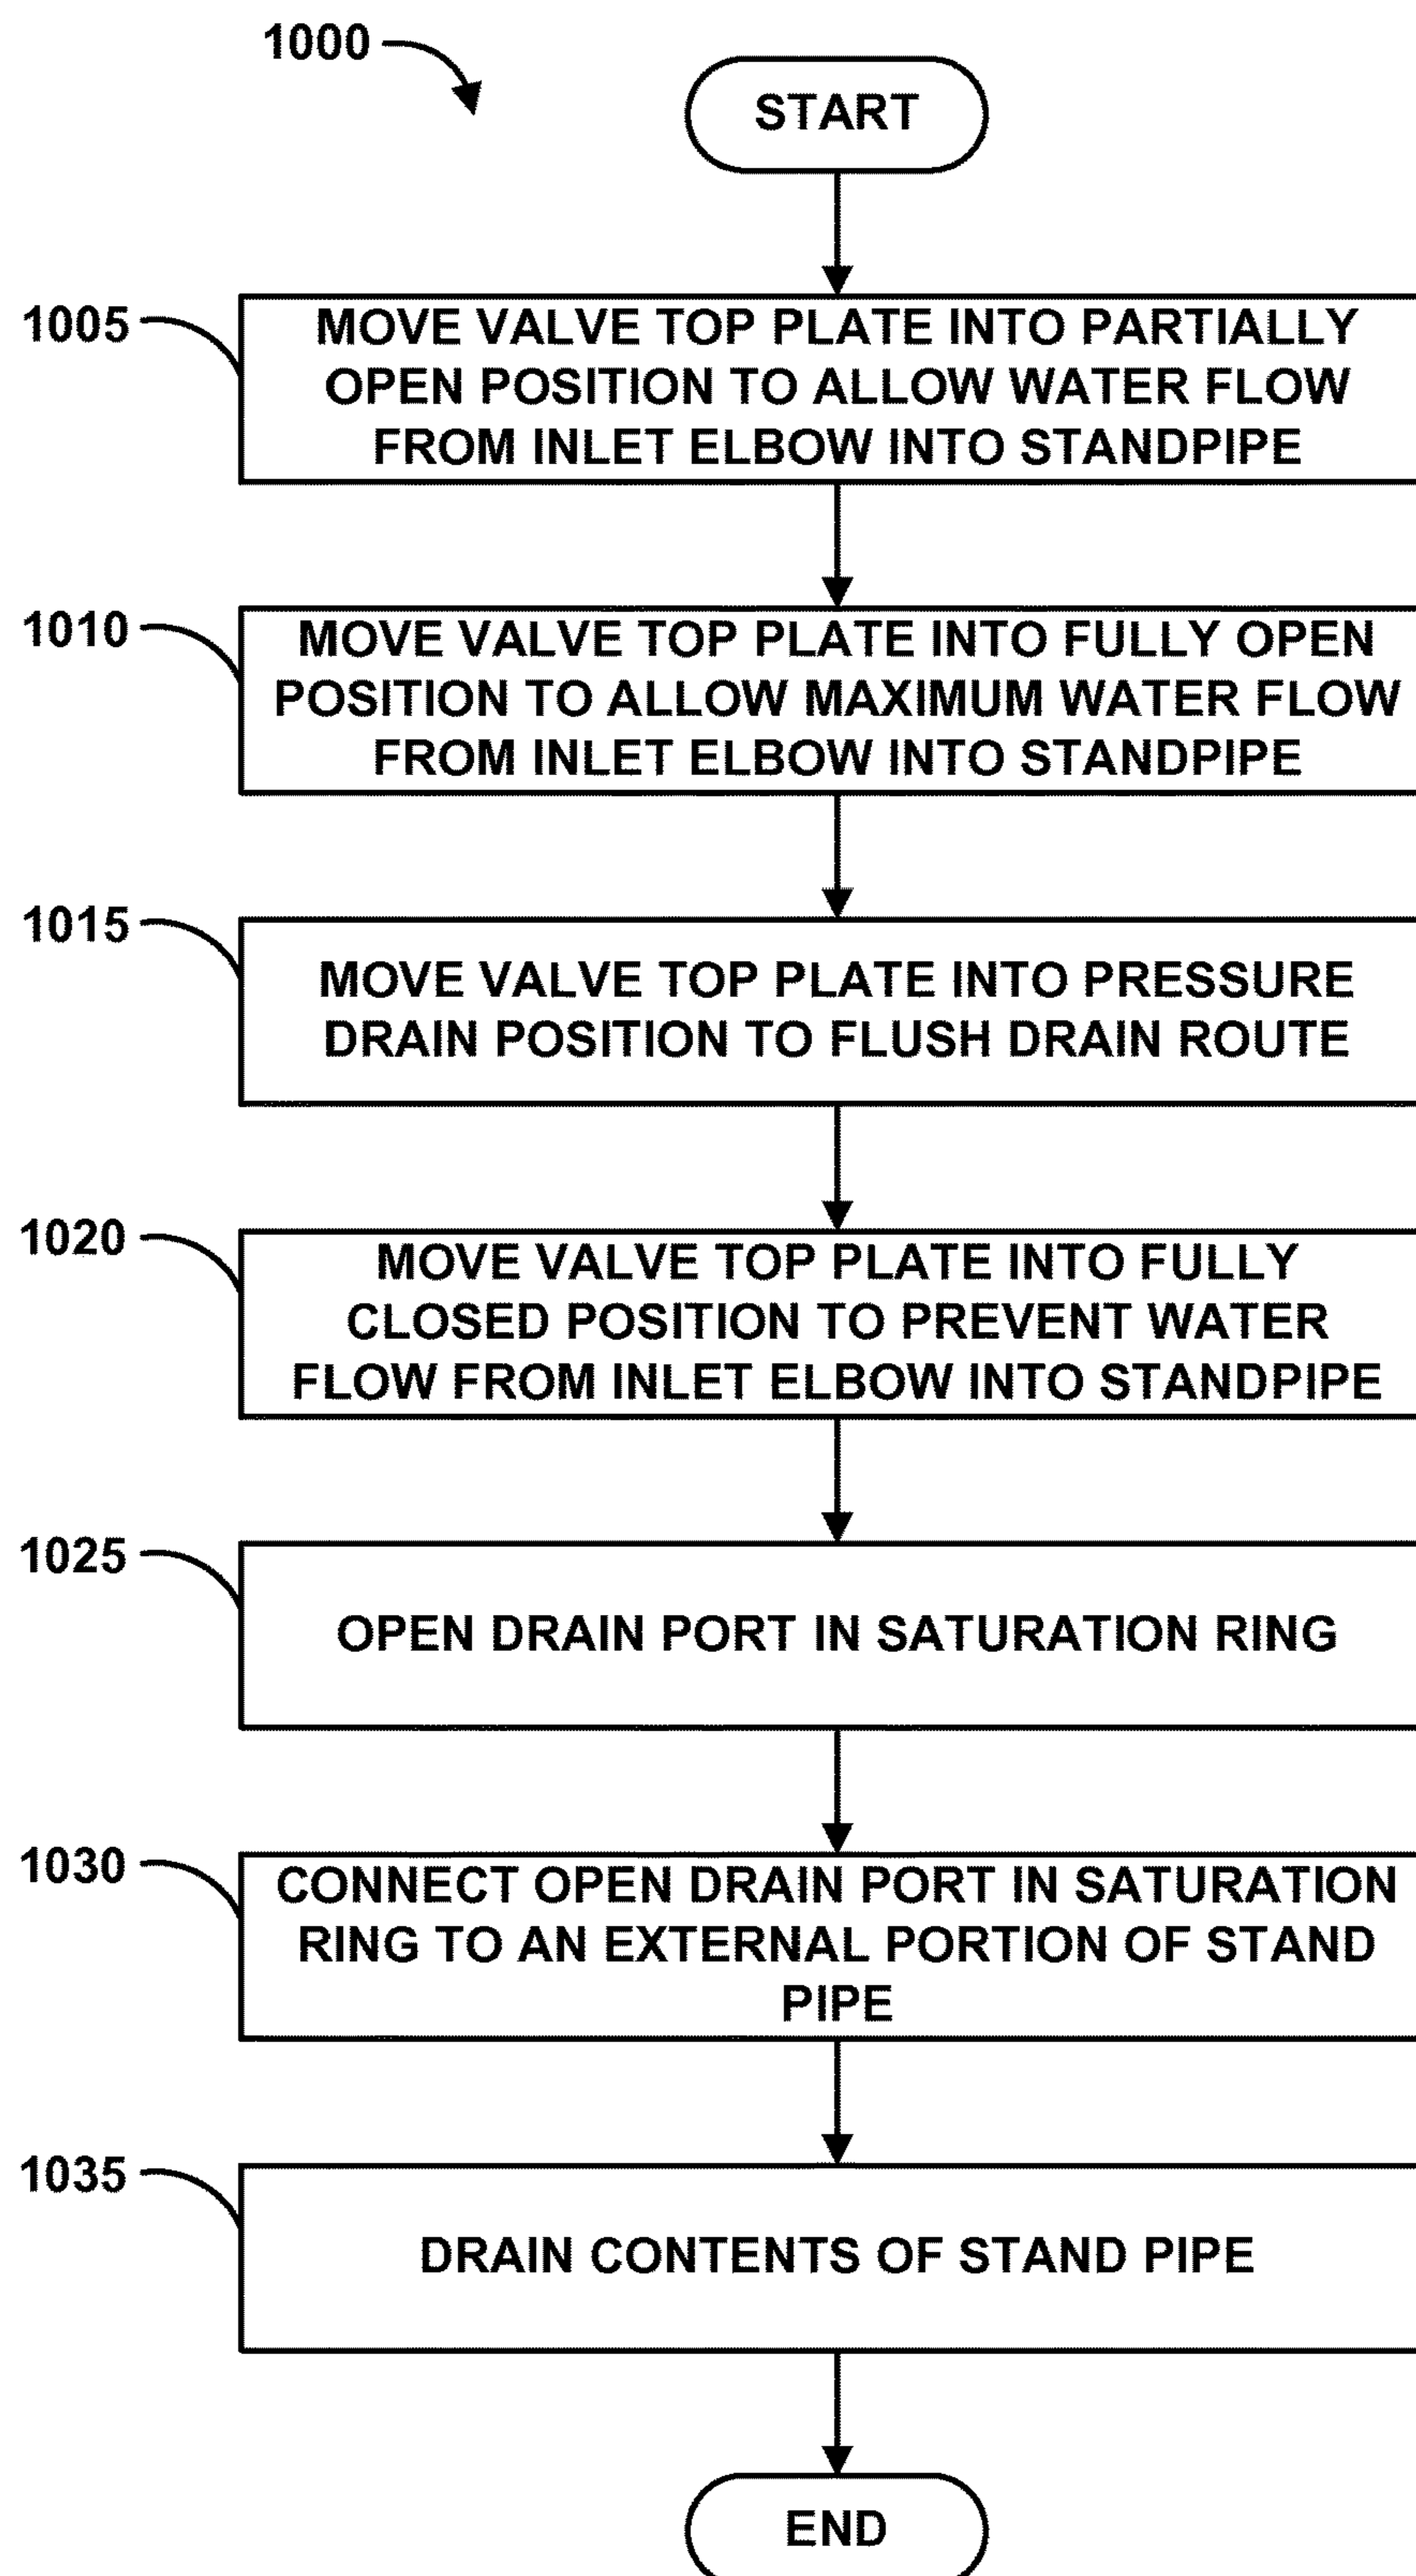 1000
START
1005
MOVE VALVE TOP PLATE INTO PARTIALLY
OPEN POSITION TO ALLOW WATER FLOW
FROM INLET ELBOW INTO STANDPIPE
1010
MOVE VALVE TOP PLATE INTO FULLY OPEN
POSITION TO ALLOW MAXIMUM WATER FLOW
FROM INLET ELBOW INTO STANDPIPE
1015
MOVE VALVE TOP PLATE INTO PRESSURE
DRAIN POSITION TO FLUSH DRAIN ROUTE
1020
MOVE VALVE TOP PLATE INTO FULLY
CLOSED POSITION TO PREVENT WATER
FLOW FROM INLET ELBOW INTO STANDPIPE
1025
OPEN DRAIN PORT IN SATURATION RING
1030
CONNECT OPEN DRAIN PORT IN SATURATION
RING TO AN EXTERNAL PORTION OF STAND
PIPE
1035
DRAIN CONTENTS OF STAND PIPE
END